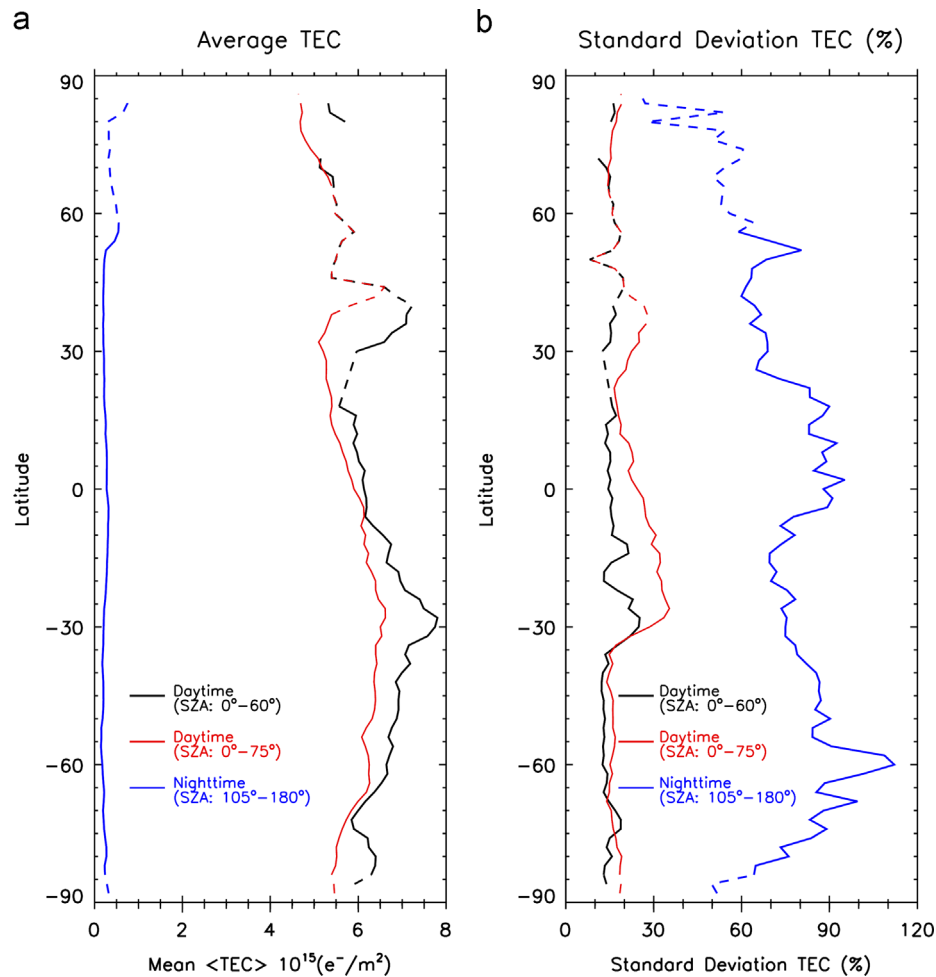 a
Average TEC
90
60
30
0
−30
−60
−90
Latitude
Daytime
(SZA: 0°−60°)
Daytime
(SZA: 0°−75°)
Nighttime
(SZA: 105°−180°)
0 2 4 6 8
Mean <TEC> 10¹⁵(e⁻/m²)
b
Standard Deviation TEC (%)
90
60
30
0
−30
−60
−90
Latitude
Daytime
(SZA: 0°−60°)
Daytime
(SZA: 0°−75°)
Nighttime
(SZA: 105°−180°)
0 30 60 90 120
Standard Deviation TEC (%)